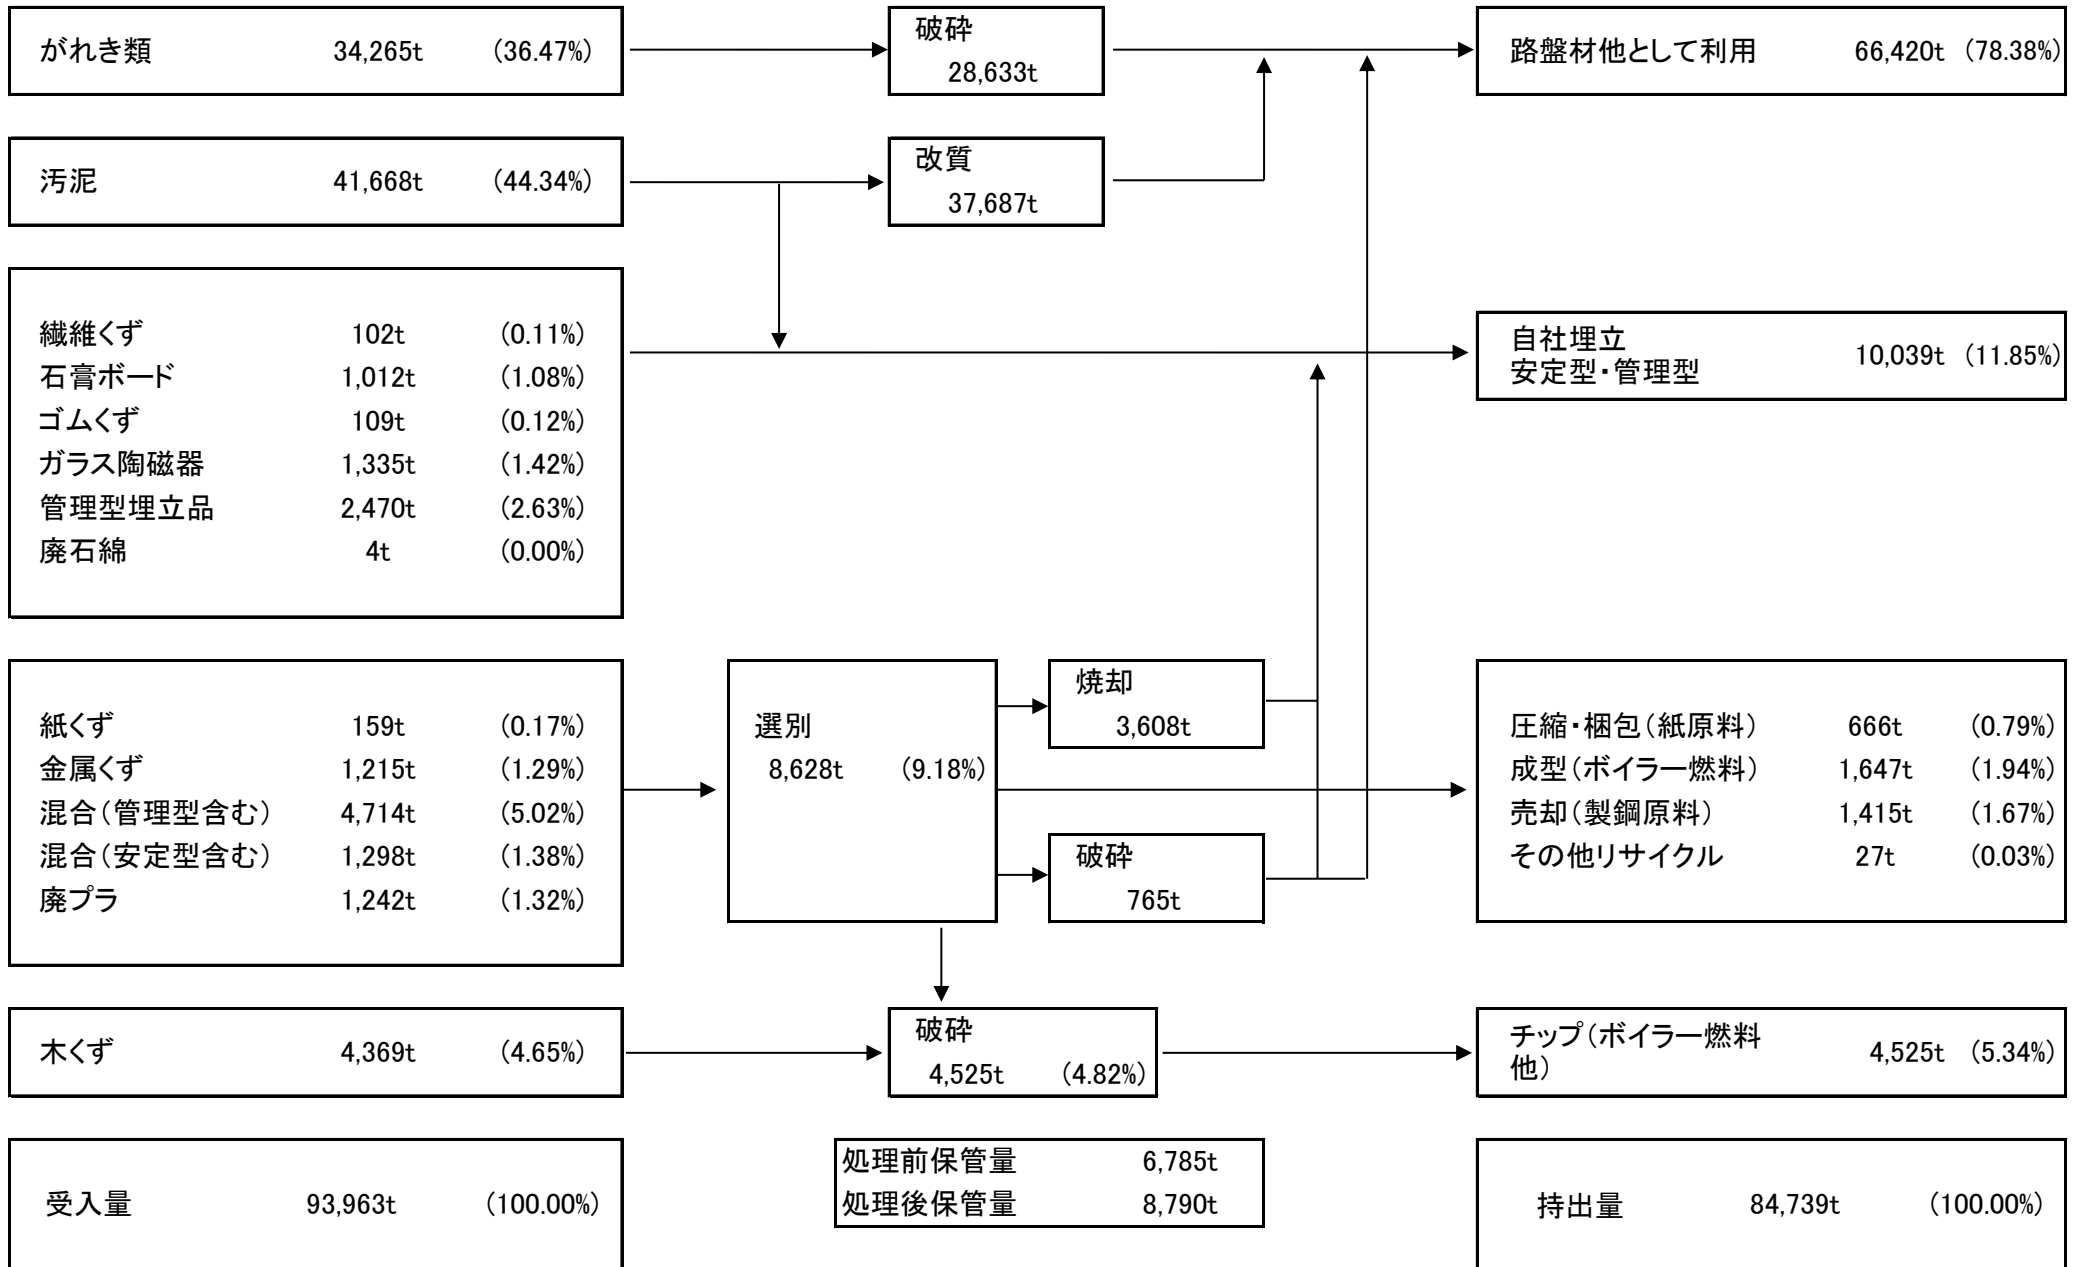 がれき類 34,265t (36.47%)
破砕
28,633t
路盤材他として利用 66,420t (78.38%)
汚泥 41,668t (44.34%)
改質
37,687t
繊維くず 102t (0.11%)
石膏ボード 1,012t (1.08%)
ゴムくず 109t (0.12%)
ガラス陶磁器 1,335t (1.42%)
管理型埋立品 2,470t (2.63%)
廃石綿 4t (0.00%)
自社埋立
安定型・管理型 10,039t (11.85%)
紙くず 159t (0.17%)
金属くず 1,215t (1.29%)
混合(管理型含む) 4,714t (5.02%)
混合(安定型含む) 1,298t (1.38%)
廃プラ 1,242t (1.32%)
選別
8,628t (9.18%)
焼却
3,608t
破砕
765t
圧縮・梱包(紙原料) 666t (0.79%)
成型(ボイラー燃料) 1,647t (1.94%)
売却(製鋼原料) 1,415t (1.67%)
その他リサイクル 27t (0.03%)
木くず 4,369t (4.65%)
破砕
4,525t (4.82%)
チップ(ボイラー燃料
他) 4,525t (5.34%)
受入量 93,963t (100.00%)
処理前保管量 6,785t
処理後保管量 8,790t
持出量 84,739t (100.00%)